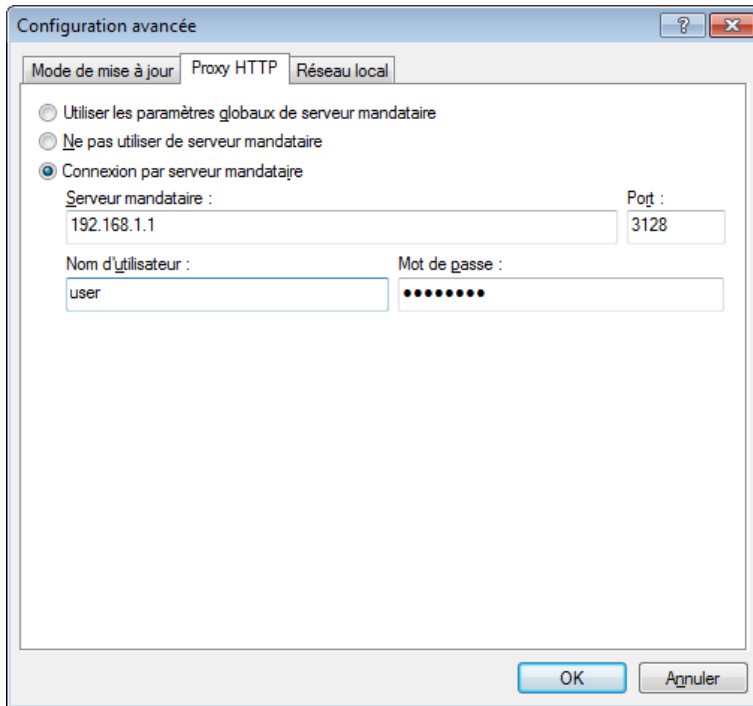 Configuration avancée
Mode de mise à jour Proxy HTTP Réseau local
Utiliser les paramètres globaux de serveur mandataire
Ne pas utiliser de serveur mandataire
Connexion par serveur mandataire
Serveur mandataire : Port :
192.168.1.1 3128
Nom d'utilisateur : Mot de passe :
user ●●●●●●●●
OK Annuler